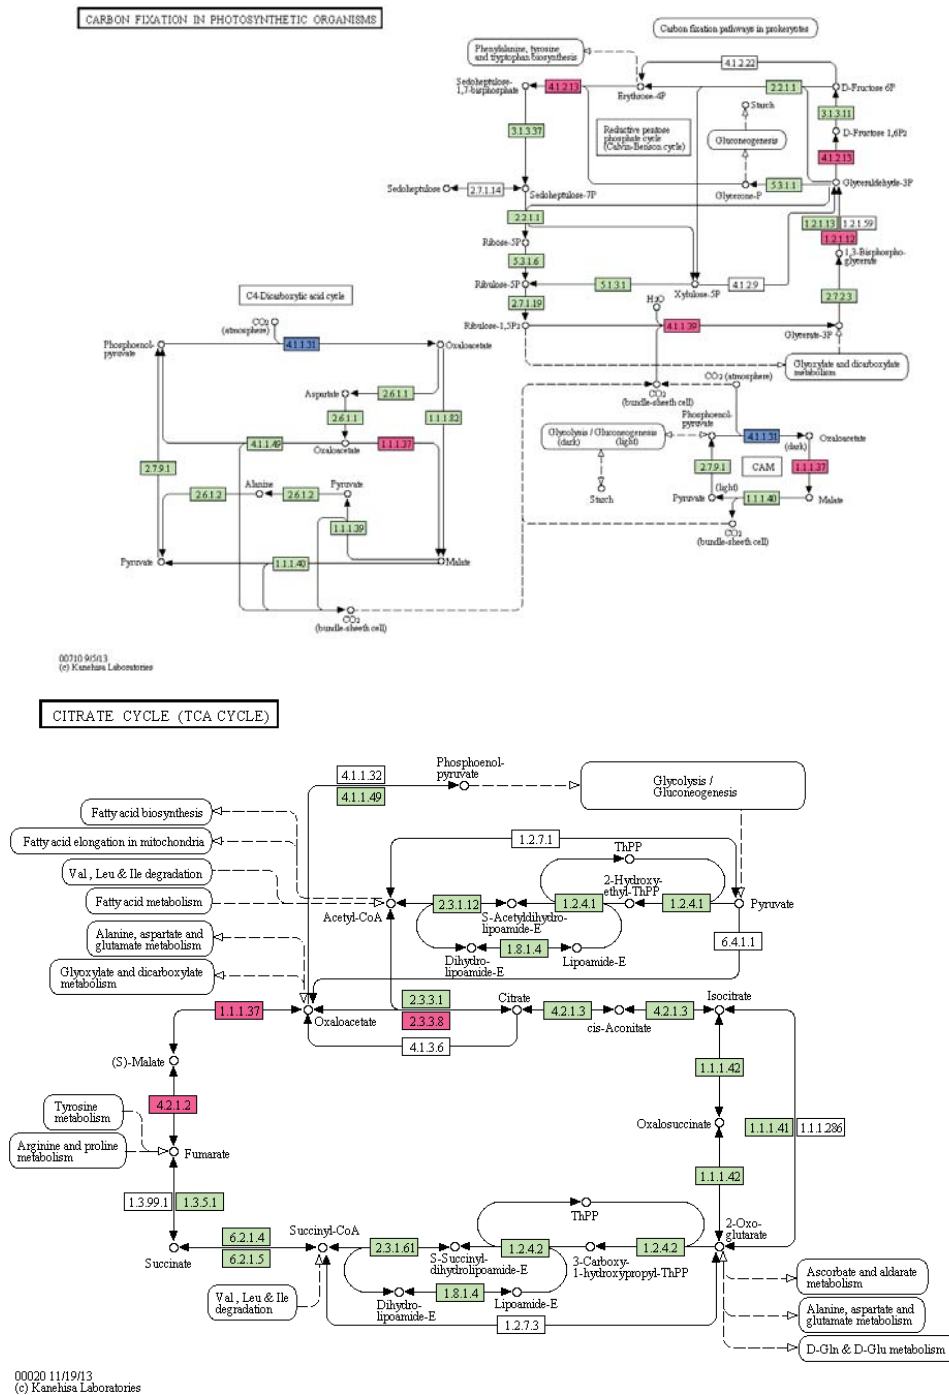 CARBON FIXATION IN PHOTOSYNTHETIC ORGANISMS
Carbon fixation pathways in prokaryotes
Phenylalanine, tyrosine
and tryptophan biosynthesis
4.1.2.22
Sedoheptulose-
1,7-bisphosphate
4.1.2.13
Erythrose-4P
2.2.1.1
D-Fructose 6P
Starch
3.1.3.11
3.1.3.37
Reductive pentose
phosphate cycle
(Calvin-Benson cycle)
Gluconeogenesis
D-Fructose 1,6P2
4.1.2.13
Sedoheptulose
2.7.1.14
Sedoheptulose-7P
Glycerone-P
5.3.1.1
Glyceraldehyde-3P
2.2.1.1
1.2.1.13
1.2.1.59
1.2.1.12
Ribose-5P
1,3-Bisphospho-
glycerate
5.3.1.6
Ribulose-5P
5.1.3.1
Xylulose-5P
4.1.2.9
2.7.2.3
C4-Dicarboxylic acid cycle
2.7.1.19
H2O
CO2
(atmosphere)
Ribulose-1,5P2
4.1.1.39
Glycerate-3P
Phosphoenol-
pyruvate
4.1.1.31
Oxaloacetate
Glyoxylate and dicarboxylate
metabolism
CO2 (atmosphere)
Aspartate
2.6.1.1
CO2
(bundle-sheath cell)
2.6.1.1
1.1.1.82
Phosphoenol-
pyruvate
4.1.1.49
Oxaloacetate
1.1.1.37
Glycolysis / Gluconeogenesis
(dark) (light)
4.1.1.31
(dark)
Oxaloacetate
2.7.9.1
2.7.9.1
CAM
1.1.1.37
Alanine
Pyruvate
2.6.1.2
2.6.1.2
Starch
(light)
Pyruvate
1.1.1.40
Malate
1.1.1.39
CO2
(bundle-sheath cell)
Pyruvate
1.1.1.40
Malate
CO2
(bundle-sheath cell)
00710 9/5/13
(c) Kanehisa Laboratories
CITRATE CYCLE (TCA CYCLE)
Phosphoenol-
pyruvate
4.1.1.32
4.1.1.49
Glycolysis /
Gluconeogenesis
Fatty acid biosynthesis
Fatty acid elongation in mitochondria
1.2.7.1
ThPP
Val , Leu & Ile degradation
2-Hydroxy-
ethyl-ThPP
Fatty acid metabolism
Acetyl-CoA
2.3.1.12
S-Acetyldihydro-
lipoamide-E
1.2.4.1
1.2.4.1
Pyruvate
Alanine, aspartate and
glutamate metabolism
1.8.1.4
6.4.1.1
Dihydro-
lipoamide-E
Lipoamide-E
Glyoxylate and dicarboxylate
metabolism
1.1.1.37
Oxaloacetate
2.3.3.1
2.3.3.8
Citrate
4.2.1.3
cis-Aconitate
4.2.1.3
Isocitrate
4.1.3.6
(S)-Malate
1.1.1.42
4.2.1.2
Tyrosine
metabolism
Oxalosuccinate
1.1.1.41
1.1.1.286
Arginine and proline
metabolism
Fumarate
1.1.1.42
1.3.99.1
1.3.5.1
ThPP
6.2.1.4
Succinyl-CoA
2-Oxo-
glutarate
Succinate
6.2.1.5
2.3.1.61
S-Succinyl-
dihydrolipoamide-E
1.2.4.2
3-Carboxy-
1-hydroxypropyl-ThPP
1.2.4.2
Val , Leu & Ile
degradation
1.8.1.4
Dihydro-
lipoamide-E
Lipoamide-E
1.2.7.3
Ascorbate and aldarate
metabolism
Alanine, aspartate and
glutamate metabolism
D-Gln & D-Glu metabolism
00020 11/19/13
(c) Kanehisa Laboratories